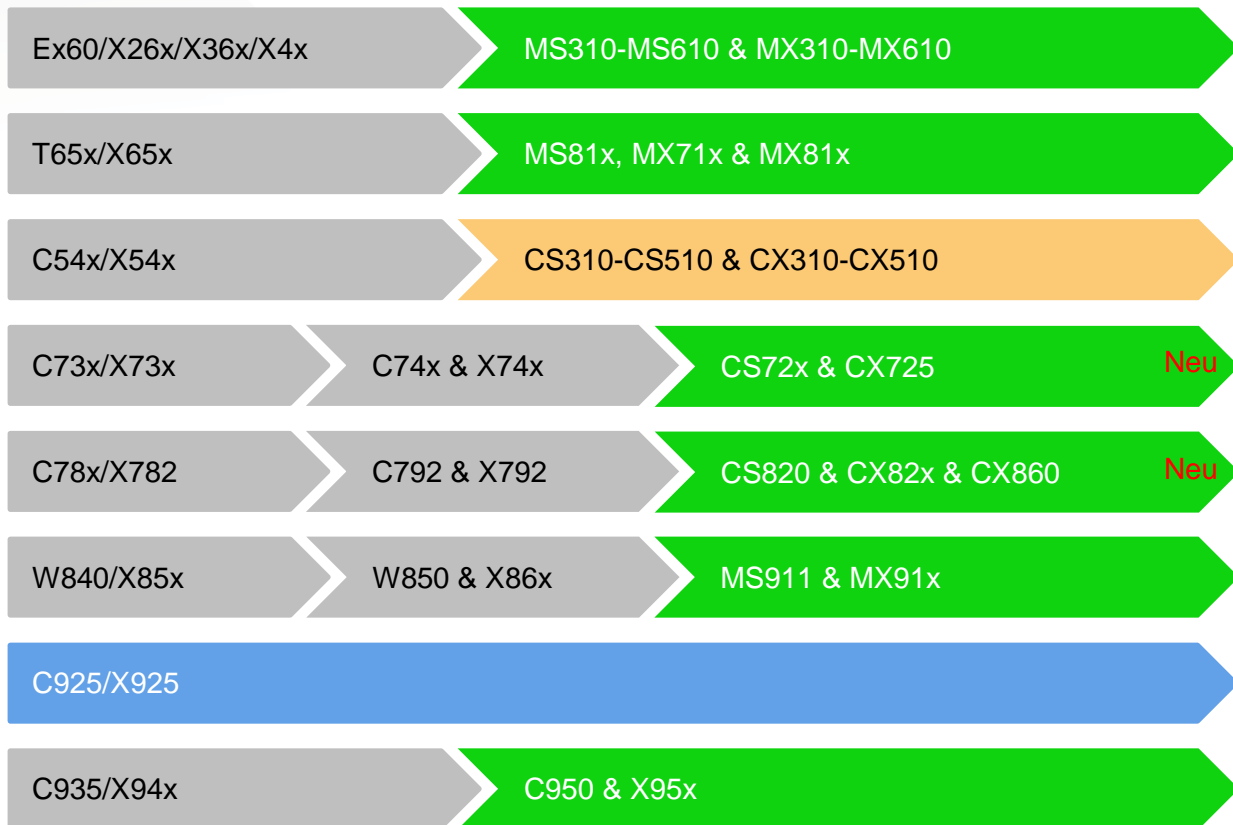 Ex60/X26x/X36x/X4x MS310-MS610 & MX310-MX610
T65x/X65x MS81x, MX71x & MX81x
C54x/X54x CS310-CS510 & CX310-CX510
C73x/X73x C74x & X74x CS72x & CX725 Neu
C78x/X782 C792 & X792 CS820 & CX82x & CX860 Neu
W840/X85x W850 & X86x MS911 & MX91x
C925/X925
C935/X94x C950 & X95x